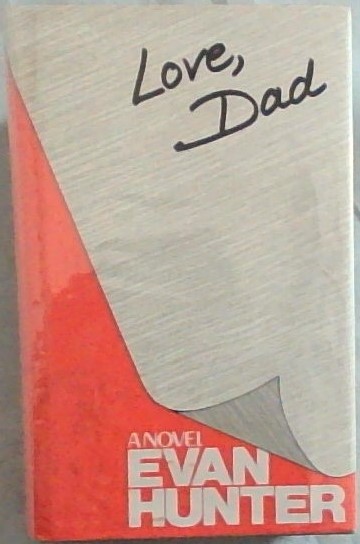 Love,
Dad
A NOVEL
EVAN
HUNTER